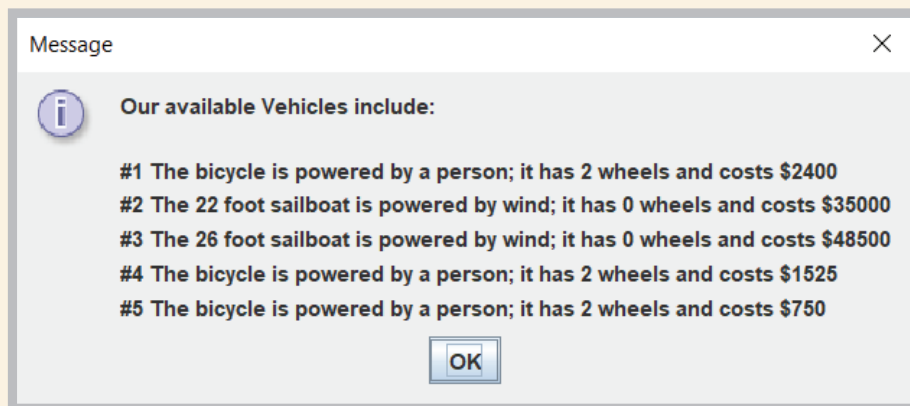 Message
Our available Vehicles include:
#1 The bicycle is powered by a person; it has 2 wheels and costs $2400
#2 The 22 foot sailboat is powered by wind; it has 0 wheels and costs $35000
#3 The 26 foot sailboat is powered by wind; it has 0 wheels and costs $48500
#4 The bicycle is powered by a person; it has 2 wheels and costs $1525
#5 The bicycle is powered by a person; it has 2 wheels and costs $750
OK